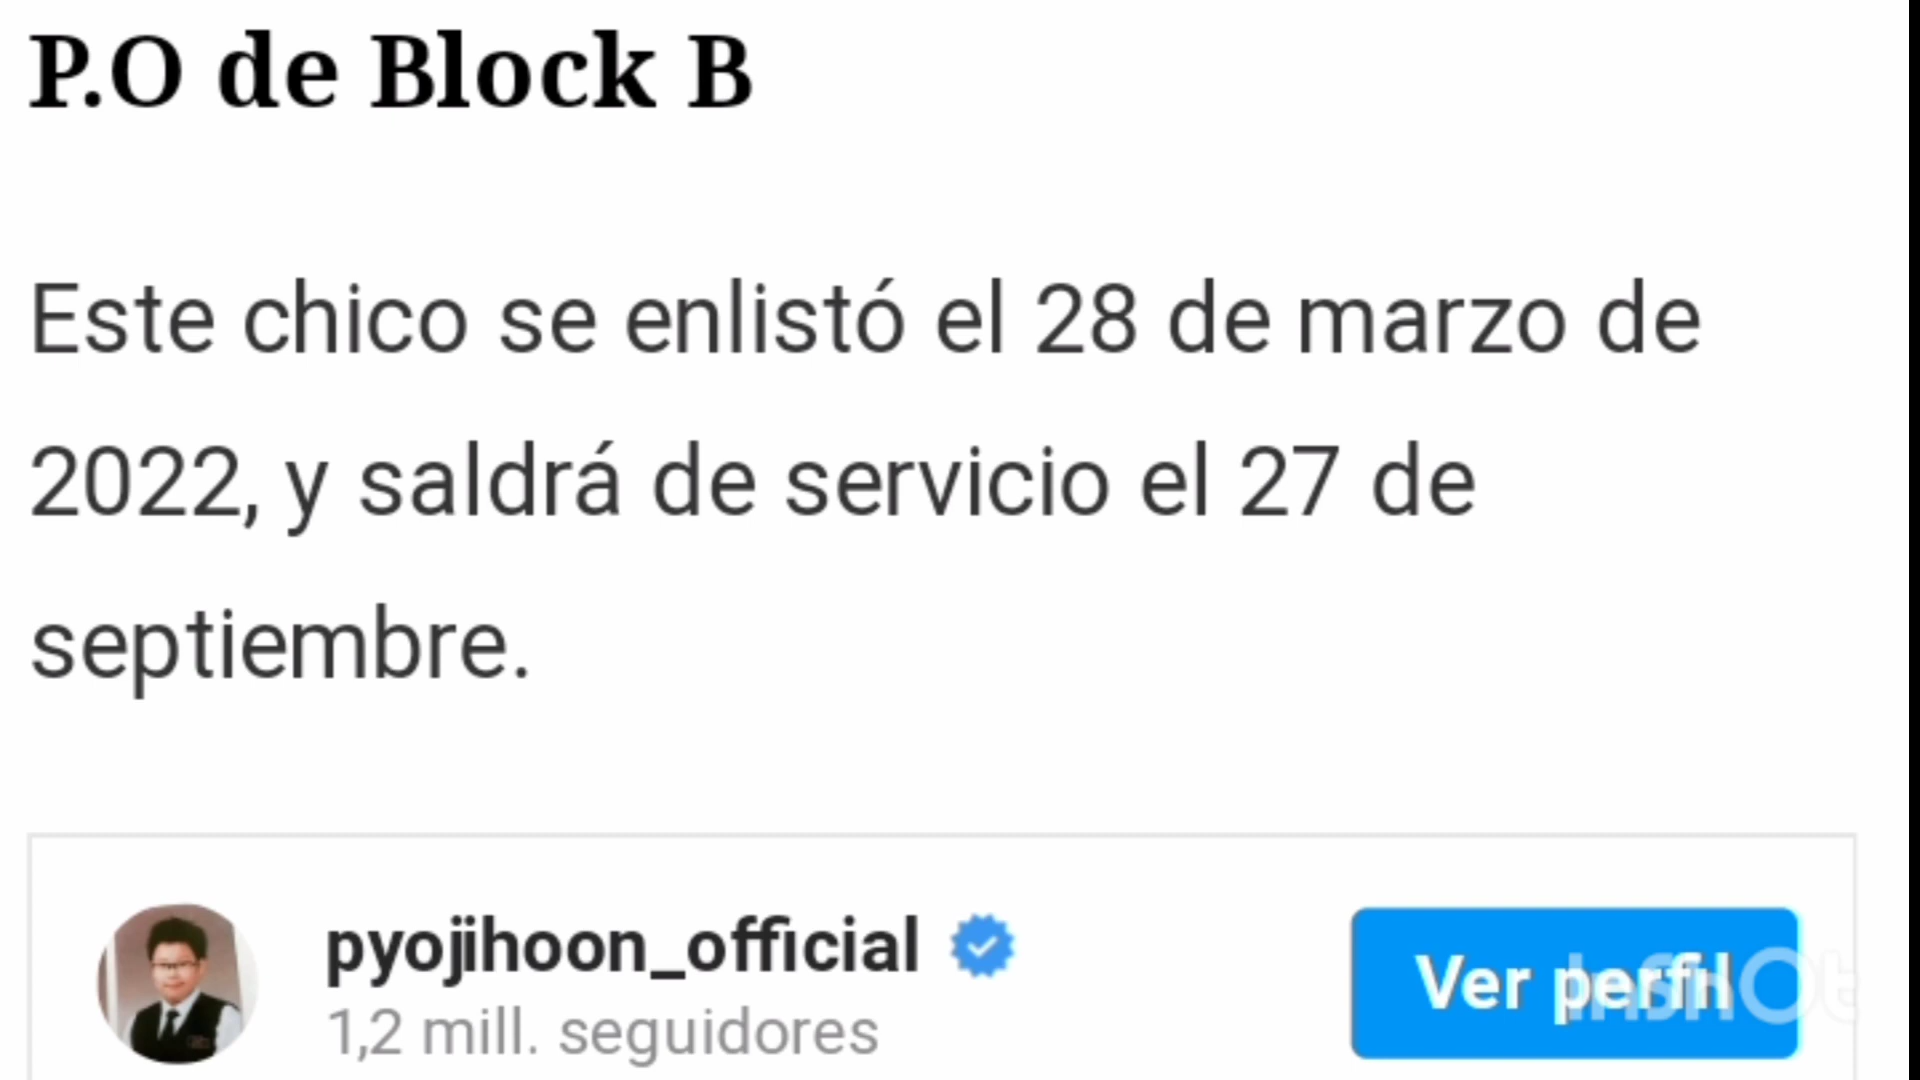 P.O de Block B
Este chico se enlistó el 28 de marzo de
2022, y saldrá de servicio el 27 de
septiembre.
pyojihoon_official
1,2 mill. seguidores
Ver perfil
InShOt